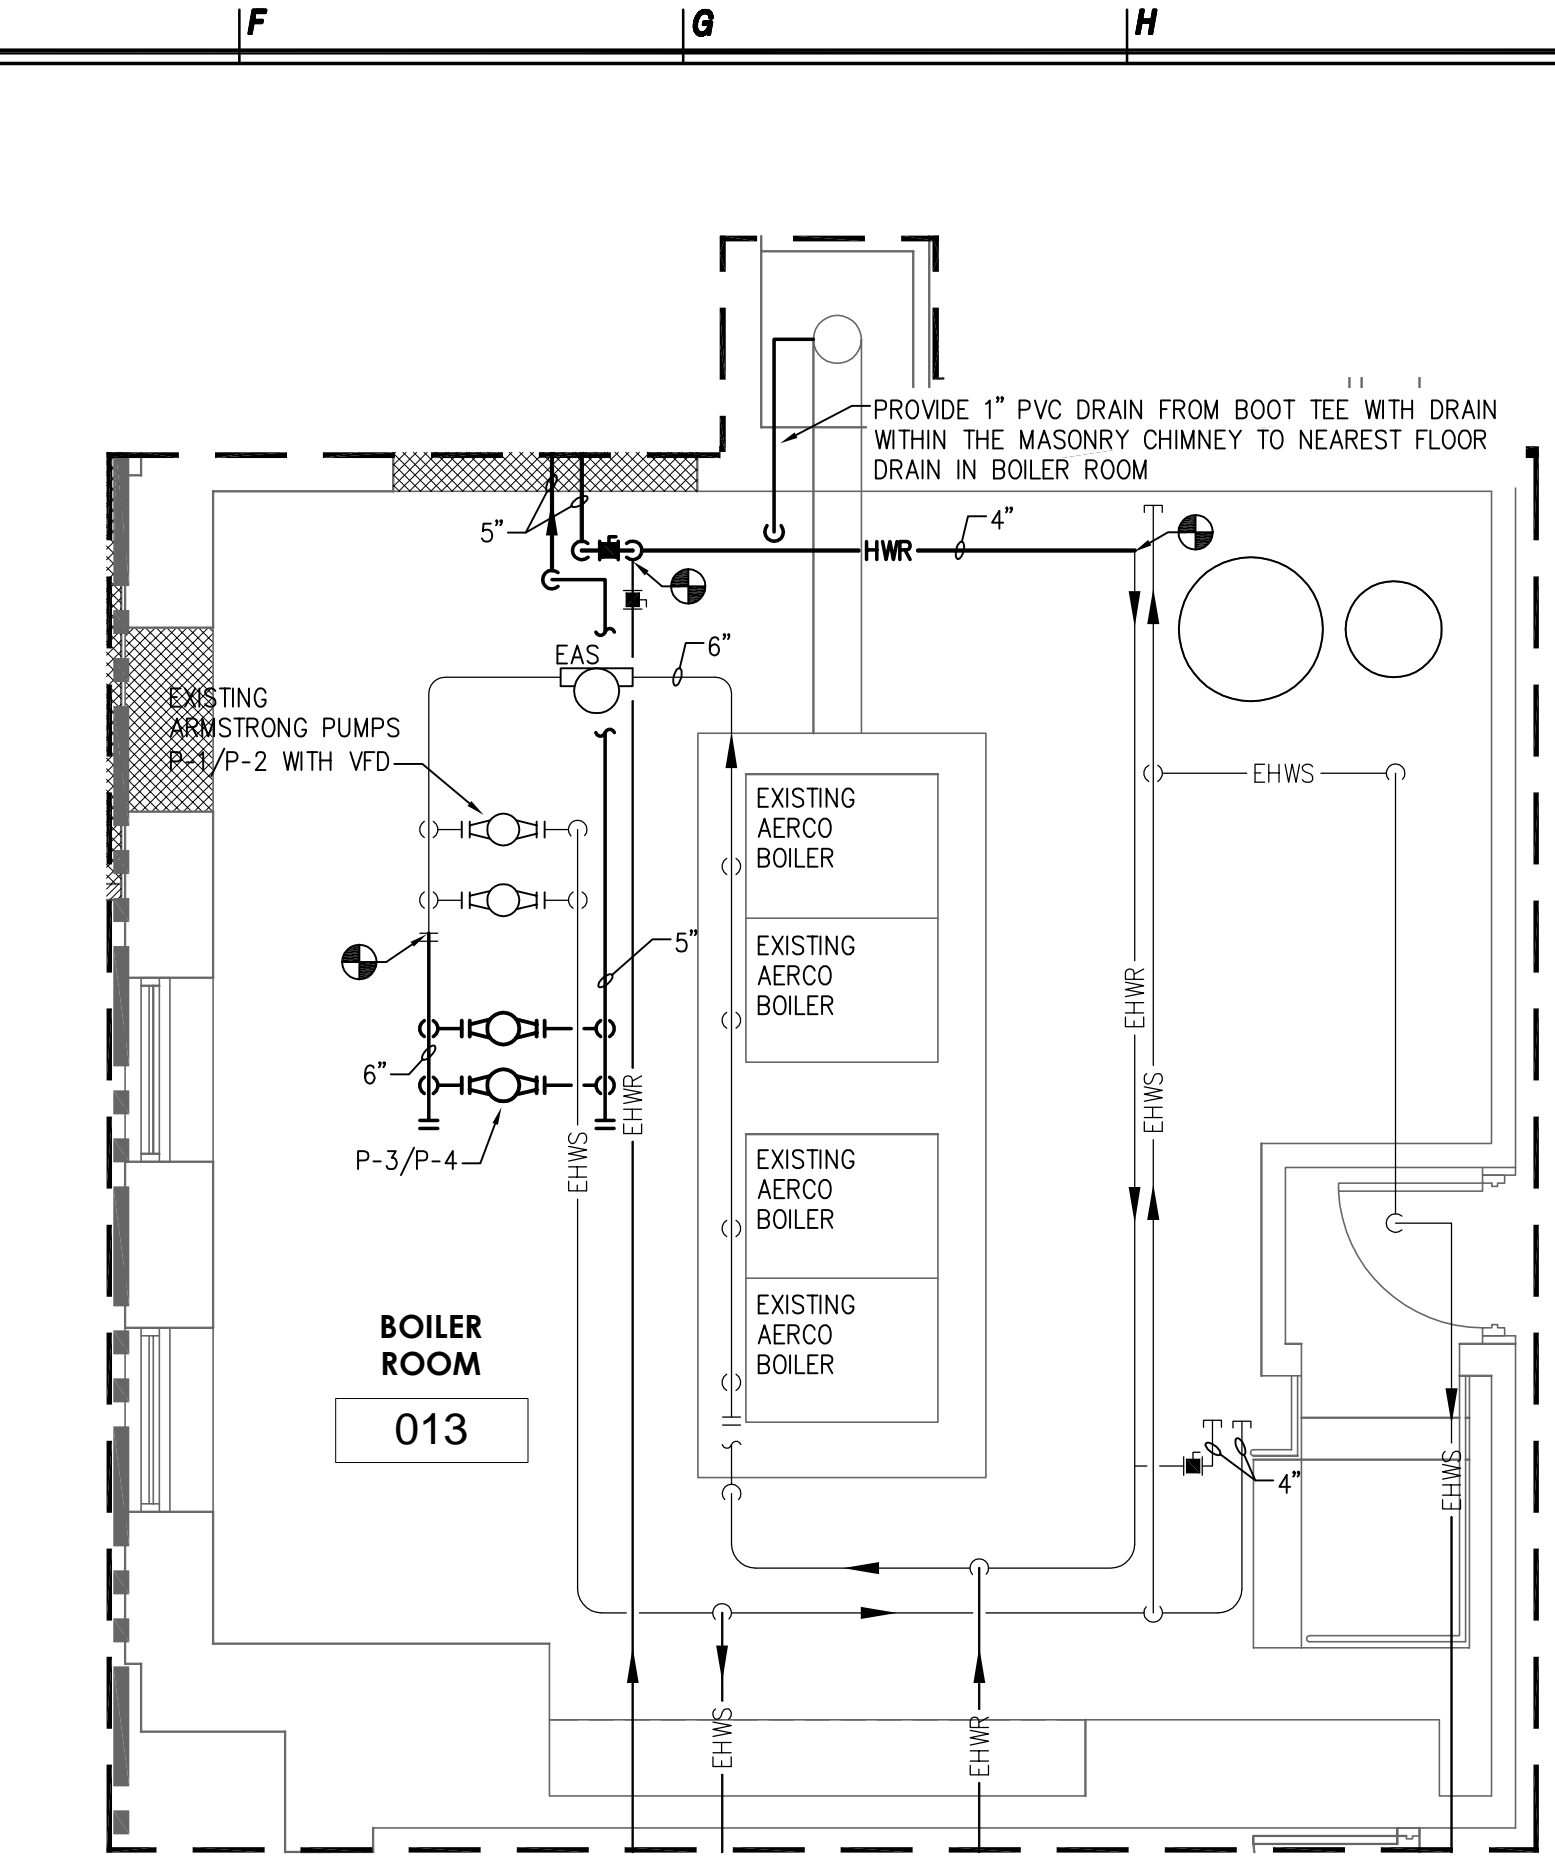 F
G
H
PROVIDE 1” PVC DRAIN FROM BOOT TEE WITH DRAIN
WITHIN THE MASONRY CHIMNEY TO NEAREST FLOOR
DRAIN IN BOILER ROOM
5”
4”
HWR
EAS
6”
EXISTING
ARMSTRONG PUMPS
P-1/P-2 WITH VFD
EHWS
EXISTING
AERCO
BOILER
EXISTING
AERCO
BOILER
5”
EHWR
6”
EHWR
EHWS
EHWS
P-3/P-4
EXISTING
AERCO
BOILER
EXISTING
AERCO
BOILER
BOILER
ROOM
013
4”
EHWS
EHWS
EHWR